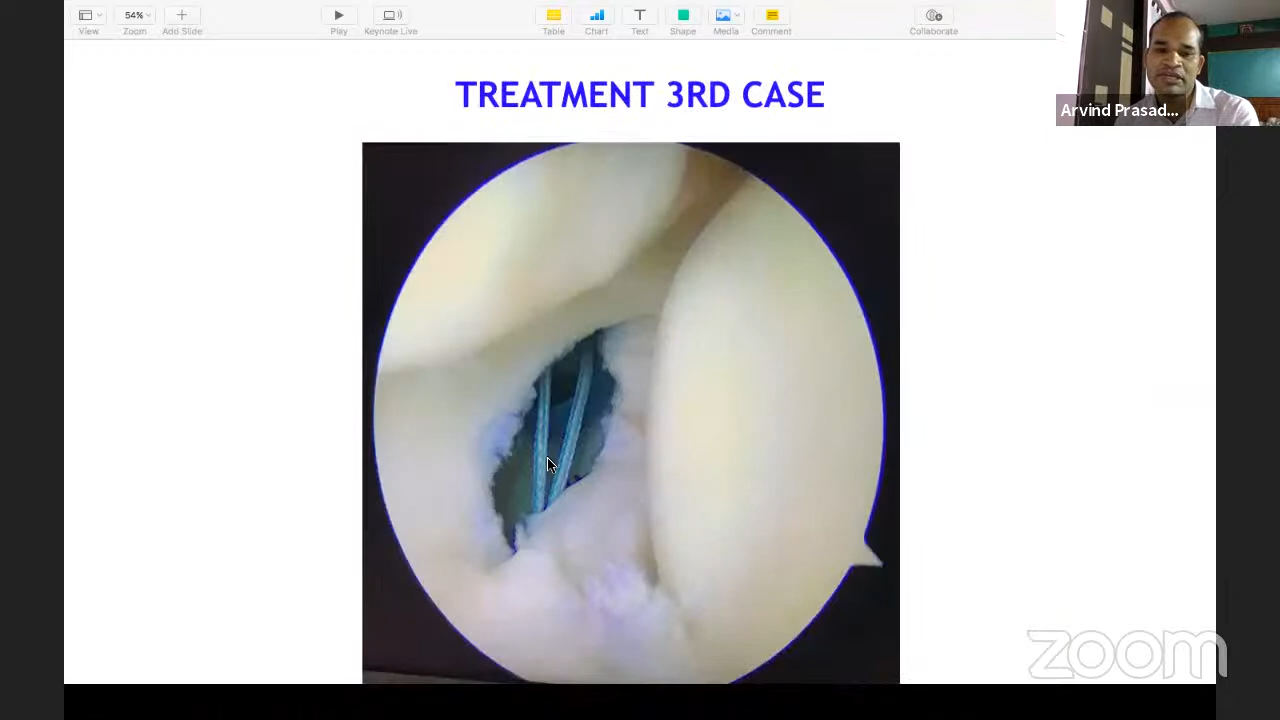 54%
View
Zoom
Add Slide
Play
Keynote Live
Table
Chart
Text
Shape
Media
Comment
Collaborate
Arvind Prasad...
TREATMENT 3RD CASE
zoom